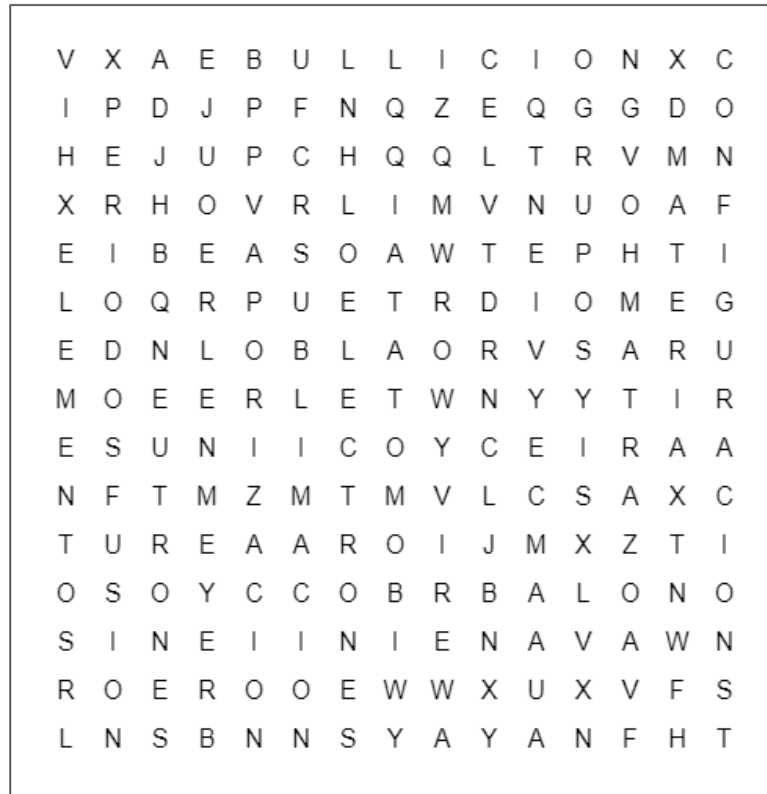 V X A E B U L L I C I O N X C
I P D J P F N Q Z E Q G G D O
H E J U P C H Q Q L T R V M N
X R H O V R L I M V N U O A F
E I B E A S O A W T E P H T I
L O Q R P U E T R D I O M E G
E D N L O B L A O R V S A R U
M O E E R L E T W N Y Y T I R
E S U N I I C O Y C E I R A A
N F T M Z M T M V L C S A X C
T U R E A A R O I J M X Z T I
O S O Y C C O B R B A L O N O
S I N E I I N I E N A V A W N
R O E R O O E W W X U X V F S
L N S B N N S Y A Y A N F H T